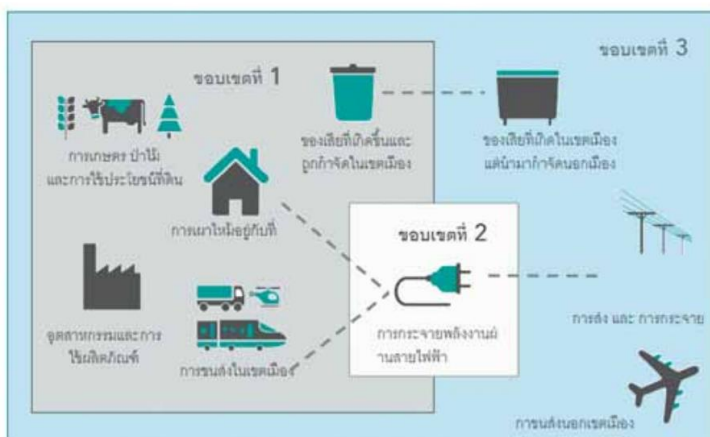 ขอบเขตที่ 1
การเกษตร ป่าไม้
และการใช้ประโยชน์ที่ดิน
ของเสียที่เกิดขึ้นและ
ถูกกำจัดในเขตเมือง
การเผาไหม้อยู่กับที่
อุตสาหกรรมและการ
ใช้ผลิตภัณฑ์
การขนส่งในเขตเมือง
ขอบเขตที่ 2
การกระจายพลังงานผ่
านสายไฟฟ้า
ขอบเขตที่ 3
ของเสียที่เกิดในเขตเมือง
แต่นำมากำจัดนอกเมือง
การส่ง และ การกระจาย
การขนส่งนอกเขตเมือง